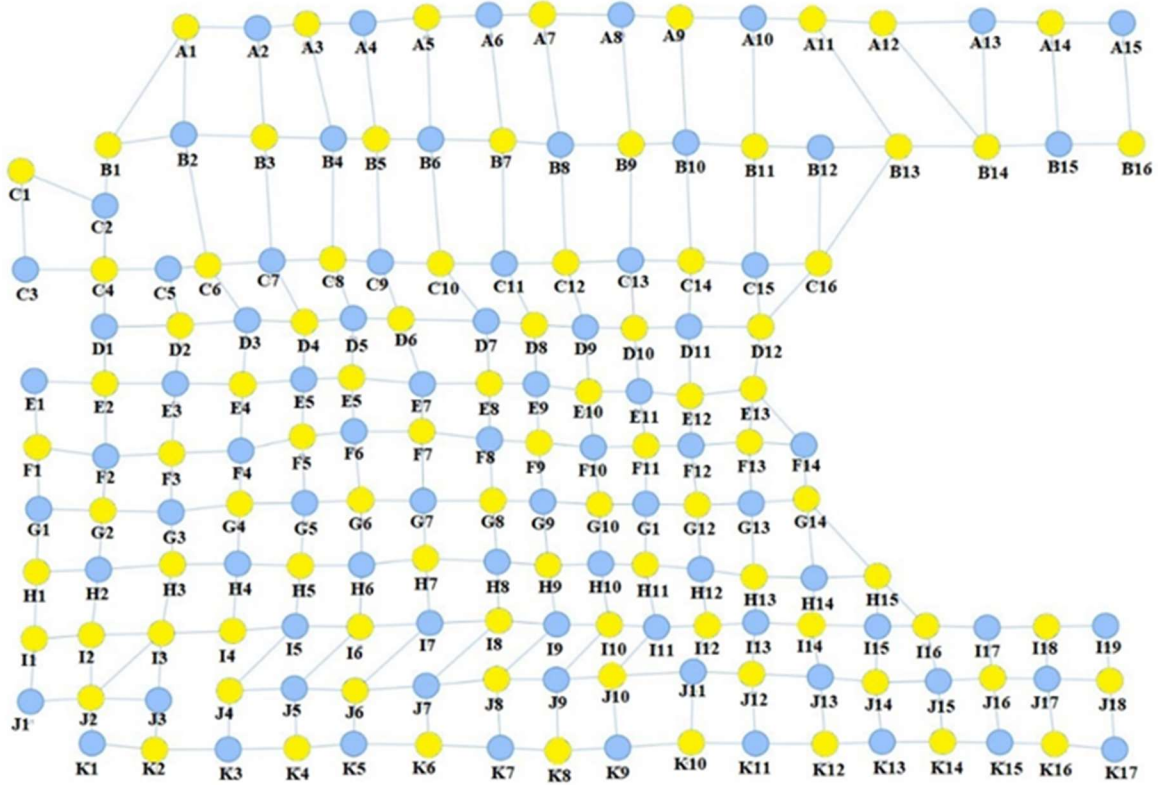 A1 A2 A3 A4 A5 A6 A7 A8 A9 A10 A11 A12 A13 A14 A15
B1 B2 B3 B4 B5 B6 B7 B8 B9 B10 B11 B12 B13 B14 B15 B16
C1 C2
C3 C4 C5 C6 C7 C8 C9 C10 C11 C12 C13 C14 C15 C16
D1 D2 D3 D4 D5 D6 D7 D8 D9 D10 D11 D12
E1 E2 E3 E4 E5 E5 E7 E8 E9 E10 E11 E12 E13
F1 F2 F3 F4 F5 F6 F7 F8 F9 F10 F11 F12 F13 F14
G1 G2 G3 G4 G5 G6 G7 G8 G9 G10 G1 G12 G13 G14
H1 H2 H3 H4 H5 H6 H7 H8 H9 H10 H11 H12 H13 H14 H15
I1 I2 I3 I4 I5 I6 I7 I8 I9 I10 I11 I12 I13 I14 I15 I16 I17 I18 I19
J1 J2 J3 J4 J5 J6 J7 J8 J9 J10 J11 J12 J13 J14 J15 J16 J17 J18
K1 K2 K3 K4 K5 K6 K7 K8 K9 K10 K11 K12 K13 K14 K15 K16 K17